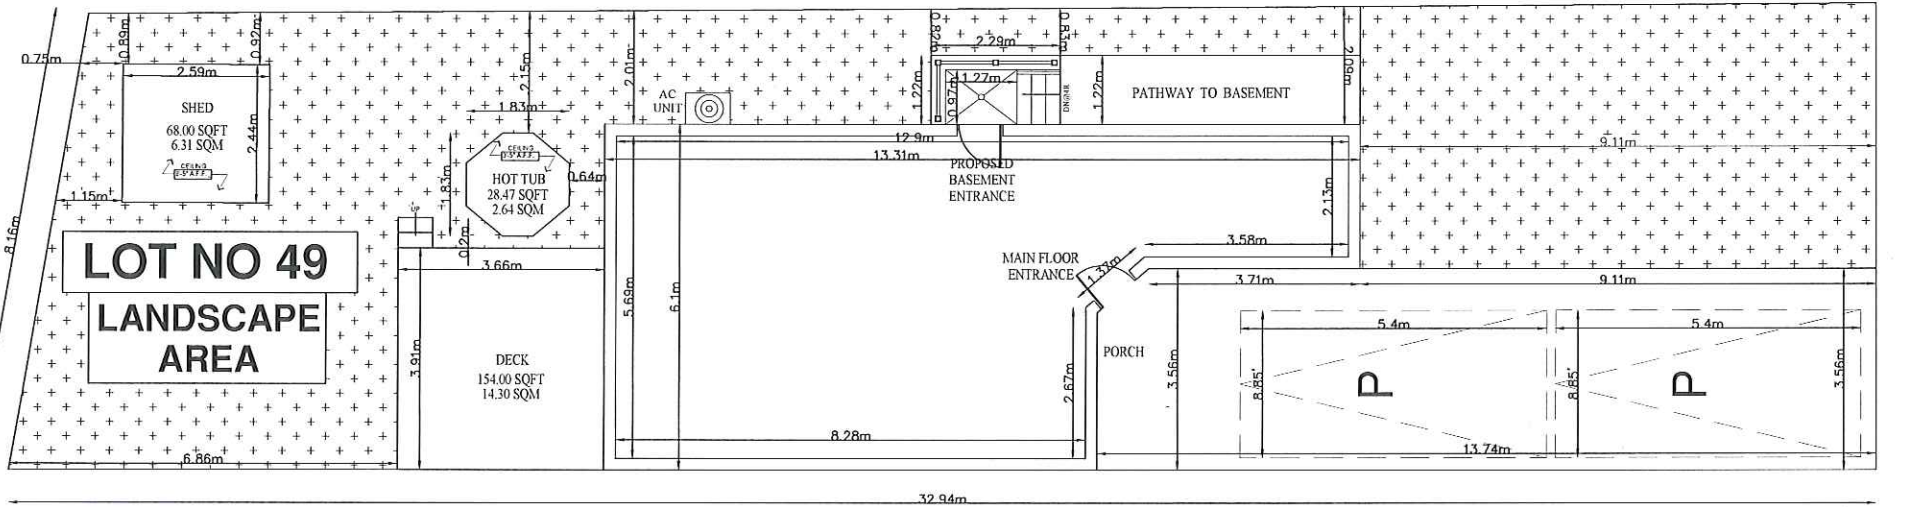 0.75m
0.89m
0.92m
2.59m
SHED
68.00 SQFT
6.31 SQM
CEILING
2.44m
1.15m
8.16m
LOT NO 49
LANDSCAPE
AREA
6.86m
2.15m
1.83m
CEILING
HOT TUB
28.47 SQFT
2.64 SQM
1.83m
0.64m
0.2m
UP
3.66m
3.91m
DECK
154.00 SQFT
14.30 SQM
2.01m
AC
UNIT
0.82m
0.83m
2.29m
1.22m
0.97m
1.27m
1.22m
PATHWAY TO BASEMENT
2.09m
12.9m
13.31m
PROPOSED
BASEMENT
ENTRANCE
2.13m
3.58m
MAIN FLOOR
ENTRANCE
1.37m
5.69m
6.1m
8.28m
2.67m
PORCH
3.71m
9.11m
9.11m
3.56m
5.4m
5.4m
8.85'
8.85'
P
P
3.56m
13.74m
32.94m